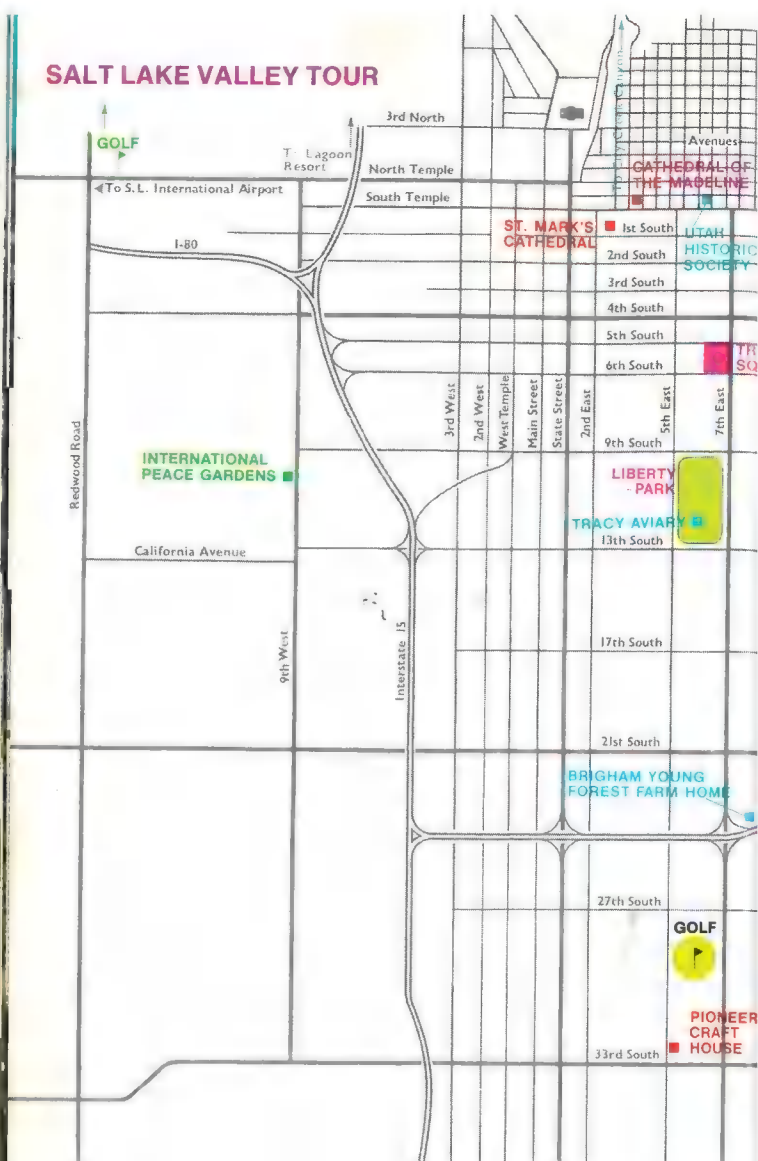 SALT LAKE VALLEY TOUR
3rd North
GOLF
Avenues
Lagoon
Resort
North Temple
CATHEDRAL OF
THE MADELINE
To S.L. International Airport
South Temple
ST. MARK'S
CATHEDRAL
1st South
UTAH
HISTORIC
SOCIETY
I-80
2nd South
3rd South
4th South
5th South
TR
SQ
6th South
3rd West
2nd West
West Temple
Main Street
State Street
2nd East
5th East
7th East
9th South
Redwood Road
INTERNATIONAL
PEACE GARDENS
LIBERTY
PARK
TRACY AVIARY
13th South
California Avenue
9th West
Interstate 15
17th South
21st South
BRIGHAM YOUNG
FOREST FARM HOME
27th South
GOLF
PIONEER
CRAFT
HOUSE
33rd South